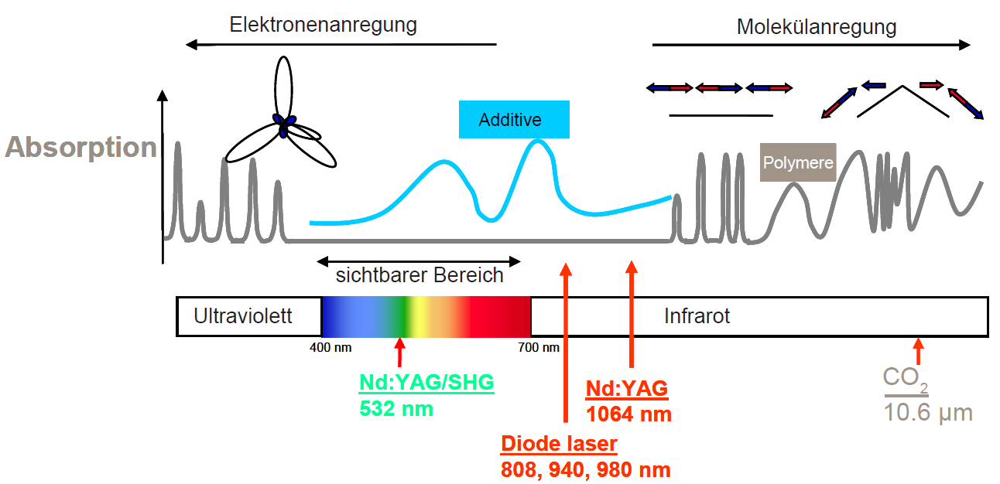 Elektronenanregung
Molekülanregung
Additive
Absorption
Polymere
sichtbarer Bereich
Ultraviolett
Infrarot
400 nm
700 nm
Nd:YAG/SHG
532 nm
Nd:YAG
1064 nm
CO₂
10.6 µm
Diode laser
808, 940, 980 nm